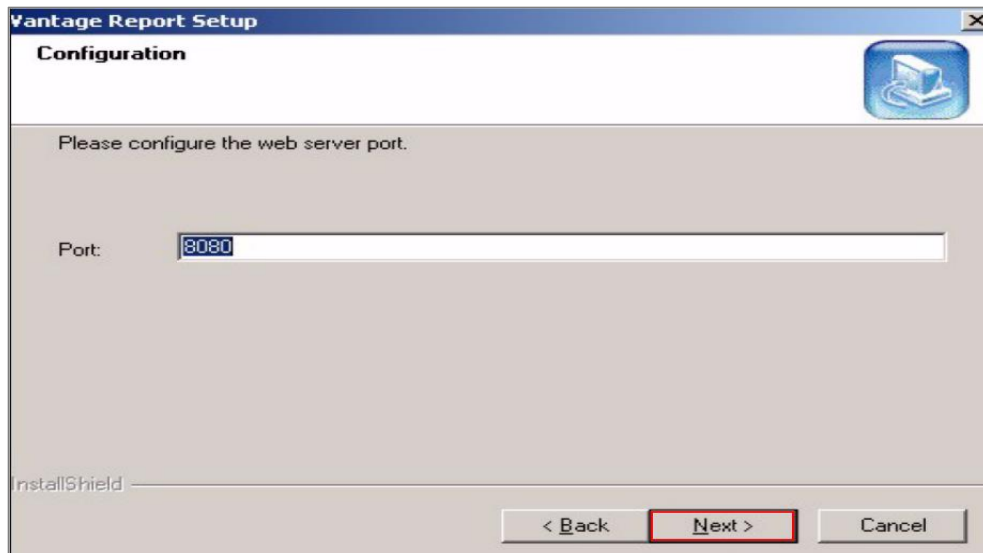 Vantage Report Setup
Configuration
Please configure the web server port.
Port: 8080
InstallShield
< Back Next > Cancel